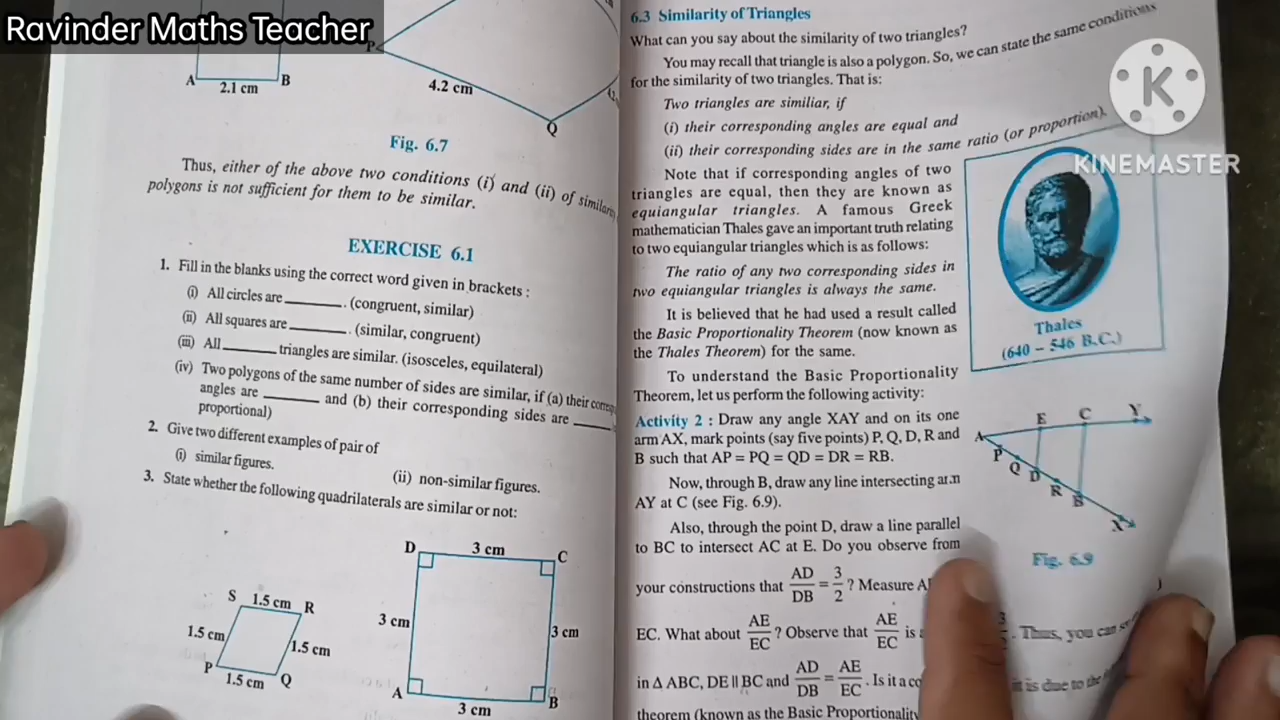 Ravinder Maths Teacher
K
KINEMASTER
P
A
B
2.1 cm
4.2 cm
Q
Fig. 6.7
Thus, either of the above two conditions (i) and (ii) of similarity
polygons is not sufficient for them to be similar.
EXERCISE 6.1
1. Fill in the blanks using the correct word given in brackets :
(i) All circles are ________. (congruent, similar)
(ii) All squares are ________. (similar, congruent)
(iii) All ________ triangles are similar. (isosceles, equilateral)
(iv) Two polygons of the same number of sides are similar, if (a) their
angles are ________ and (b) their corresponding sides are ________
proportional)
2. Give two different examples of pair of
(i) similar figures. (ii) non-similar figures.
3. State whether the following quadrilaterals are similar or not:
S 1.5 cm R
1.5 cm
1.5 cm
P
1.5 cm Q
D 3 cm C
3 cm
3 cm
A
3 cm
B
6.3 Similarity of Triangles
What can you say about the similarity of two triangles?
You may recall that triangle is also a polygon. So, we can state the same conditions
for the similarity of two triangles. That is:
Two triangles are similiar, if
(i) their corresponding angles are equal and
(ii) their corresponding sides are in the same ratio (or proportion).
Note that if corresponding angles of two
triangles are equal, then they are known as
equiangular triangles. A famous Greek
mathematician Thales gave an important truth relating
to two equiangular triangles which is as follows:
The ratio of any two corresponding sides in
two equiangular triangles is always the same.
It is believed that he had used a result called
the Basic Proportionality Theorem (now known as
the Thales Theorem) for the same.
Thales
(640 – 546 B.C.)
To understand the Basic Proportionality
Theorem, let us perform the following activity:
Activity 2 : Draw any angle XAY and on its one
arm AX, mark points (say five points) P, Q, D, R and
B such that AP = PQ = QD = DR = RB.
Now, through B, draw any line intersecting arm
AY at C (see Fig. 6.9).
Also, through the point D, draw a line parallel
to BC to intersect AC at E. Do you observe from
A
E
C
Y
P
Q
D
R
B
X
Fig. 6.9
your constructions that AD/DB = 3/2 ? Measure
EC. What about AE/EC ? Observe that AE/EC is . Thus, you can
in Δ ABC, DE || BC and AD/DB = AE/EC . Is it a it is due to the
theorem (known as the Basic Proportionality